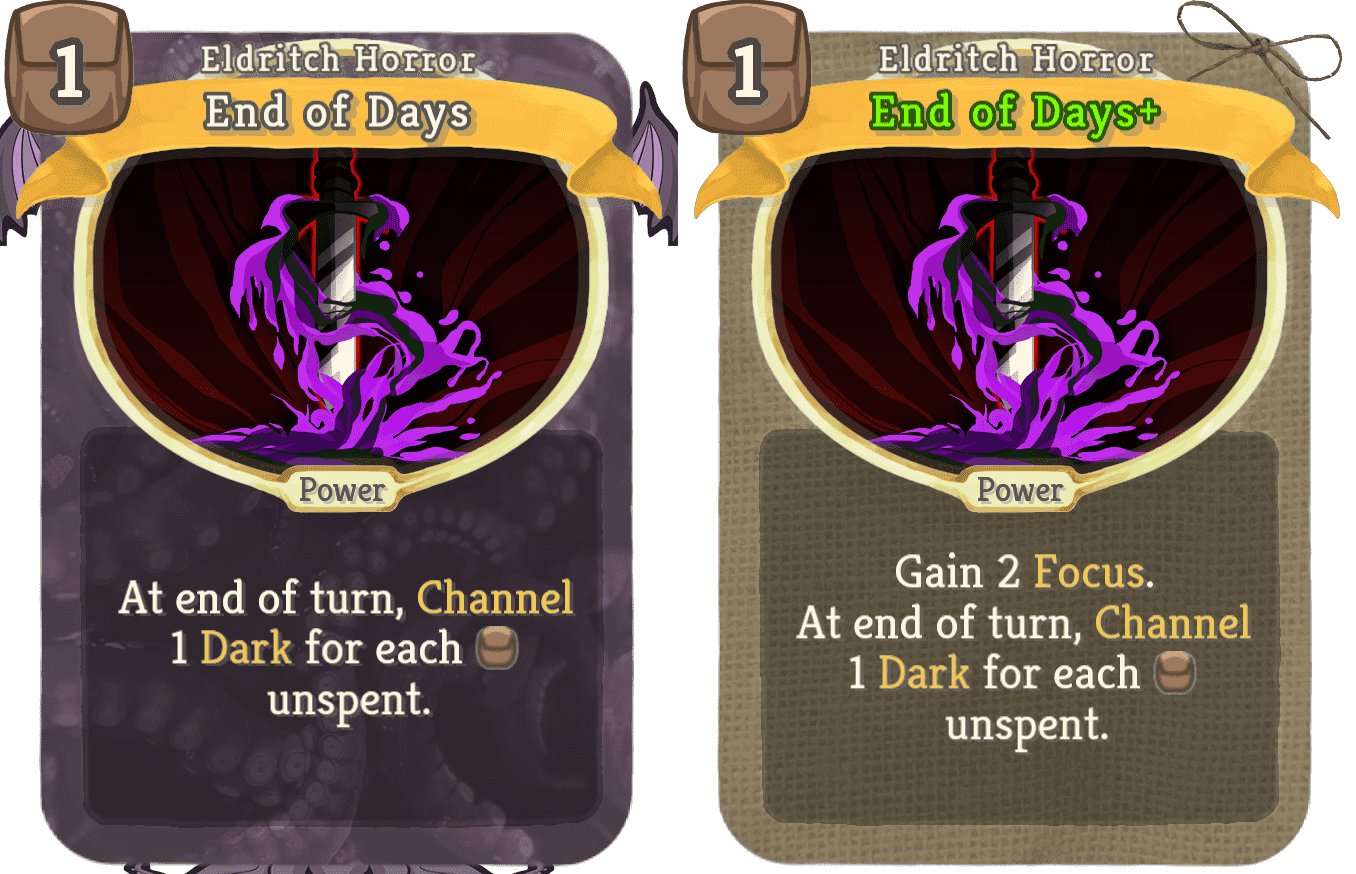 1
Eldritch Horror
End of Days
Power
At end of turn, Channel
1 Dark for each
unspent.
1
Eldritch Horror
End of Days+
Power
Gain 2 Focus.
At end of turn, Channel
1 Dark for each
unspent.